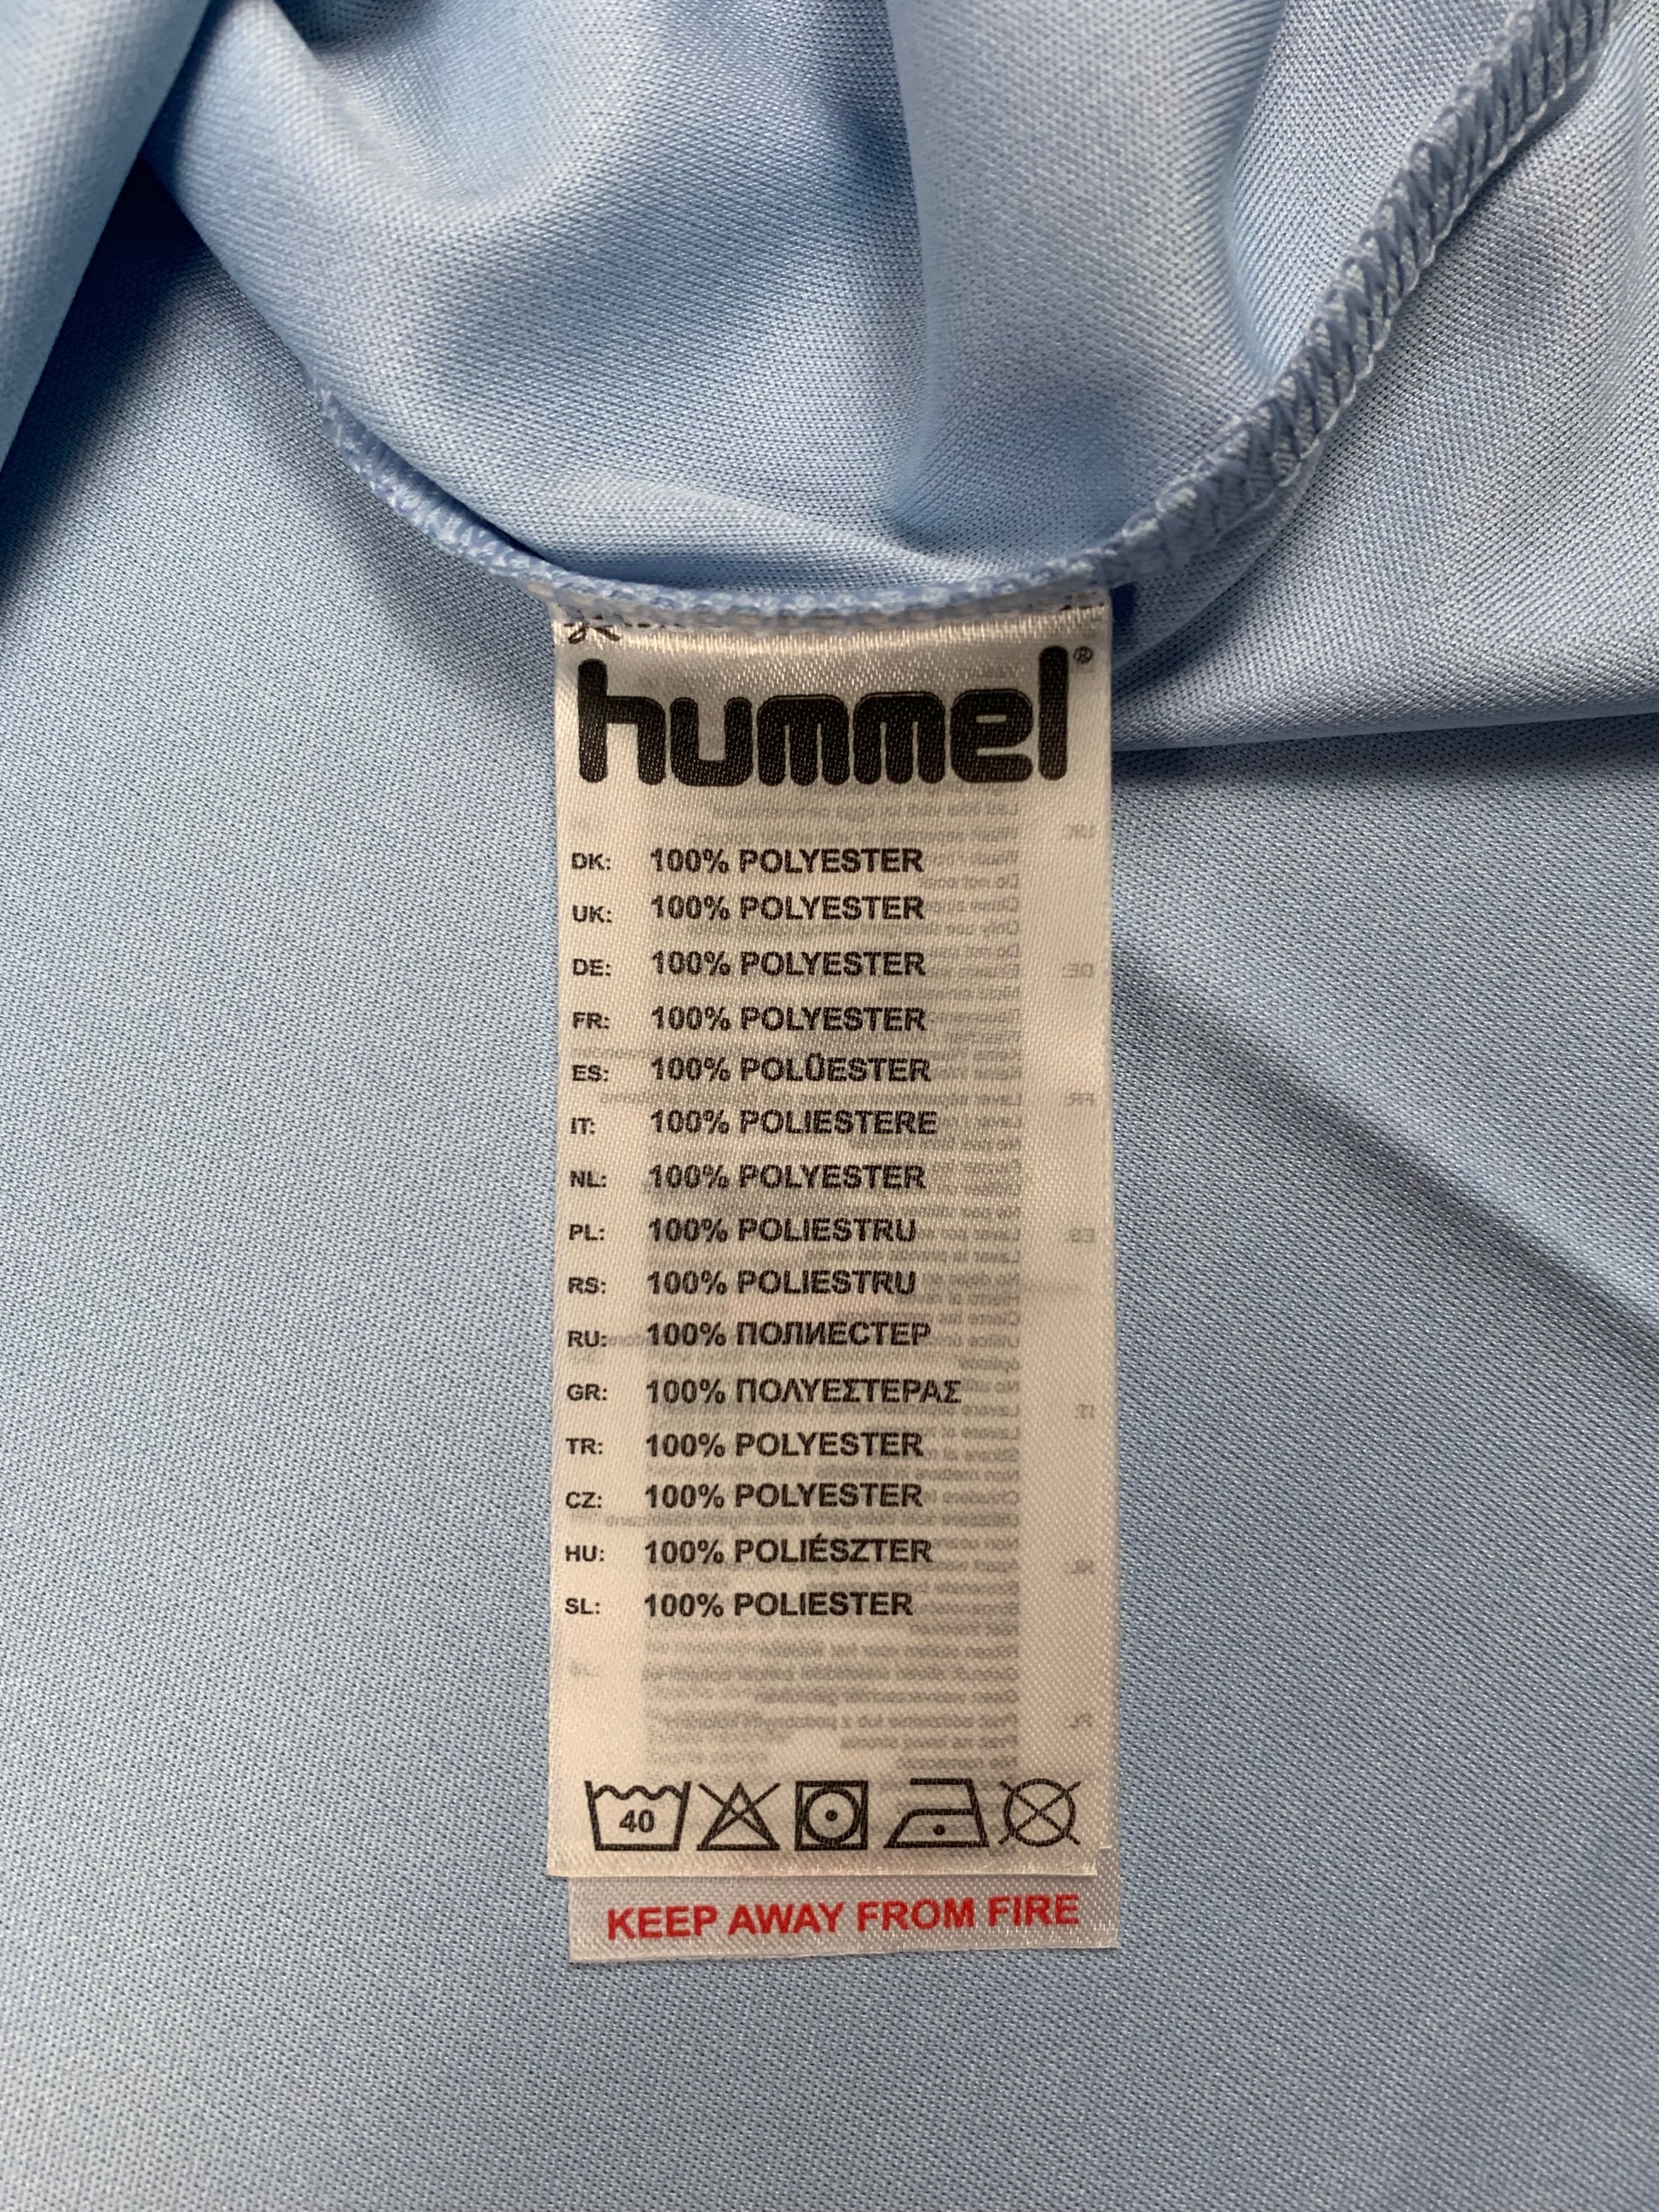 hummel®
DK: 100% POLYESTER
UK: 100% POLYESTER
DE: 100% POLYESTER
FR: 100% POLYESTER
ES: 100% POLÜESTER
IT: 100% POLIESTERE
NL: 100% POLYESTER
PL: 100% POLIESTRU
RS: 100% POLIESTRU
RU: 100% ПОЛИЕСТЕР
GR: 100% ΠΟΛΥΕΣΤΕΡΑΣ
TR: 100% POLYESTER
CZ: 100% POLYESTER
HU: 100% POLIÉSZTER
SL: 100% POLIESTER
40
KEEP AWAY FROM FIRE